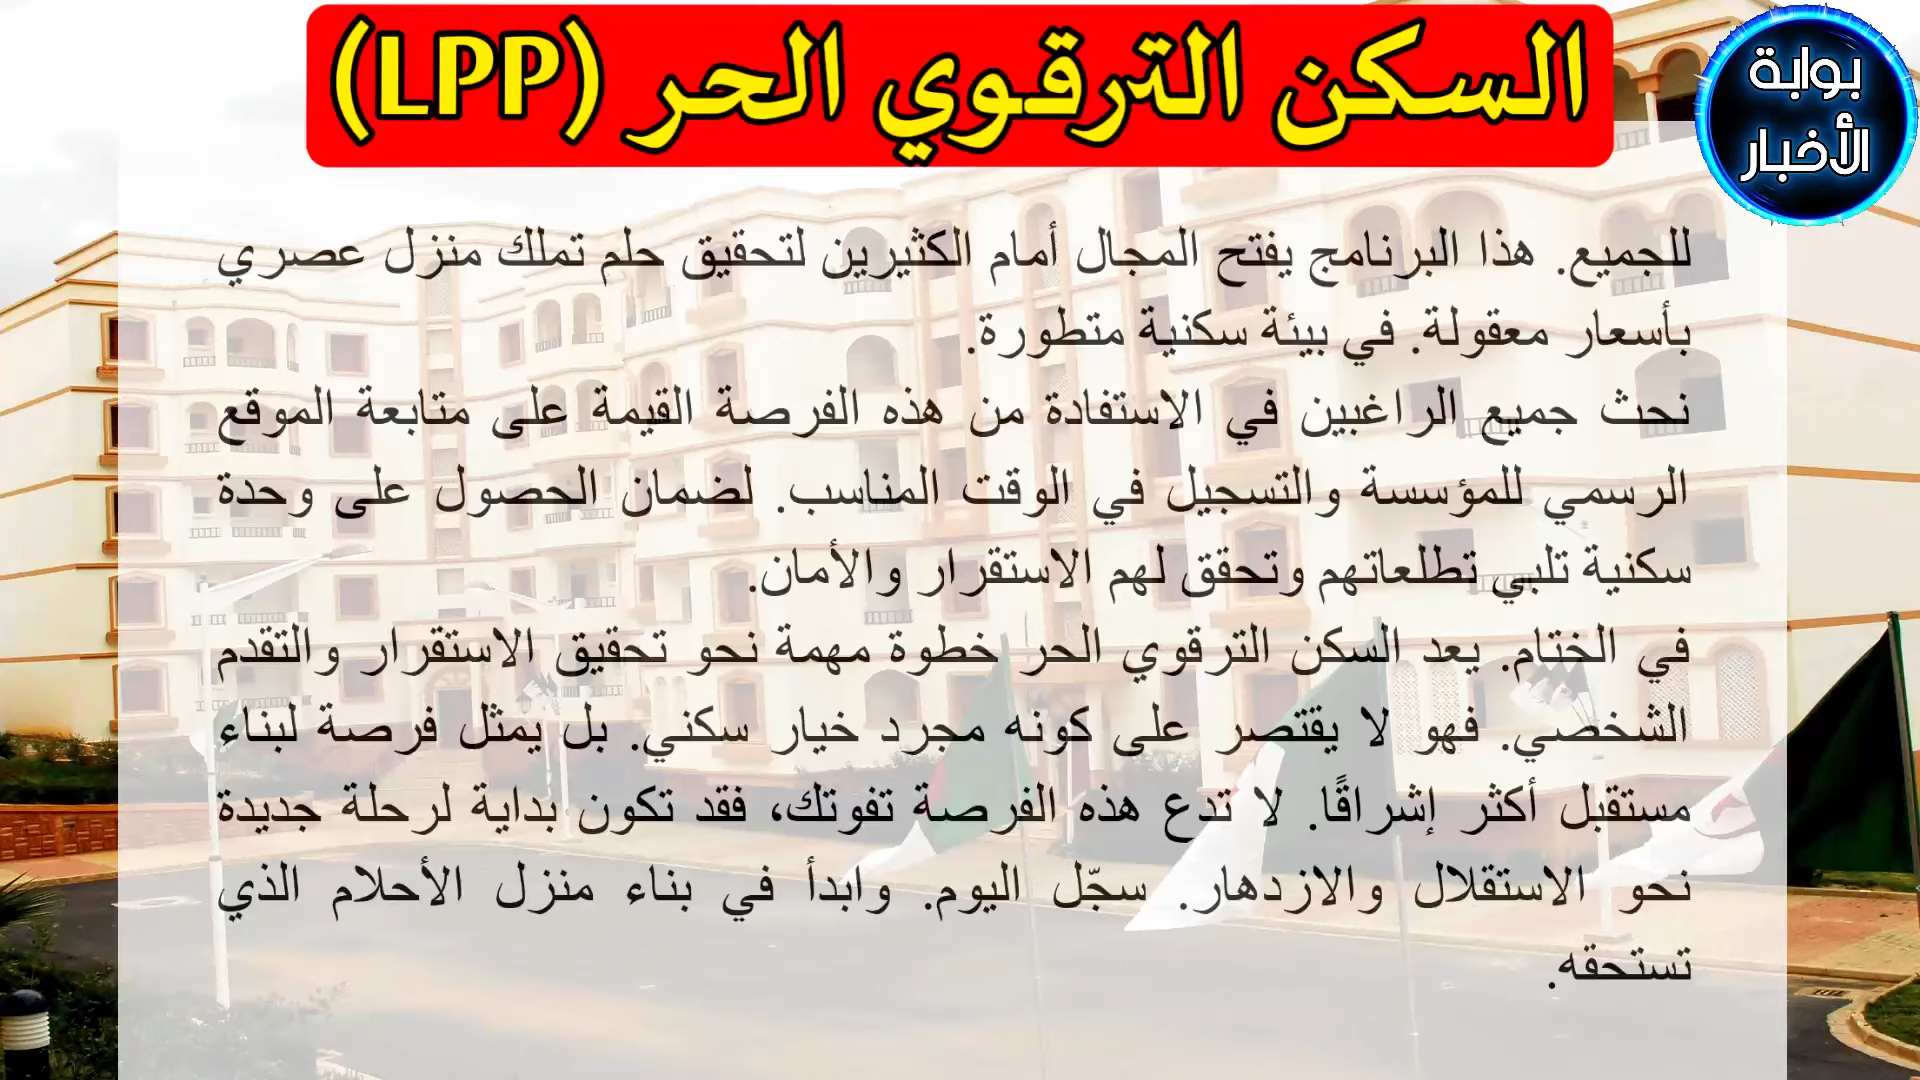 السكن الترقوي الحر (LPP)
بوابة
الأخبار
للجميع. هذا البرنامج يفتح المجال أمام الكثيرين لتحقيق حلم تملك منزل عصري
بأسعار معقولة. في بيئة سكنية متطورة.
نحث جميع الراغبين في الاستفادة من هذه الفرصة القيمة على متابعة الموقع
الرسمي للمؤسسة والتسجيل في الوقت المناسب. لضمان الحصول على وحدة
سكنية تلبي تطلعاتهم وتحقق لهم الاستقرار والأمان.
في الختام. يعد السكن الترقوي الحر خطوة مهمة نحو تحقيق الاستقرار والتقدم
الشخصي. فهو لا يقتصر على كونه مجرد خيار سكني. بل يمثل فرصة لبناء
مستقبل أكثر إشراقًا. لا تدع هذه الفرصة تفوتك، فقد تكون بداية لرحلة جديدة
نحو الاستقلال والازدهار. سجّل اليوم. وابدأ في بناء منزل الأحلام الذي
تستحقه.